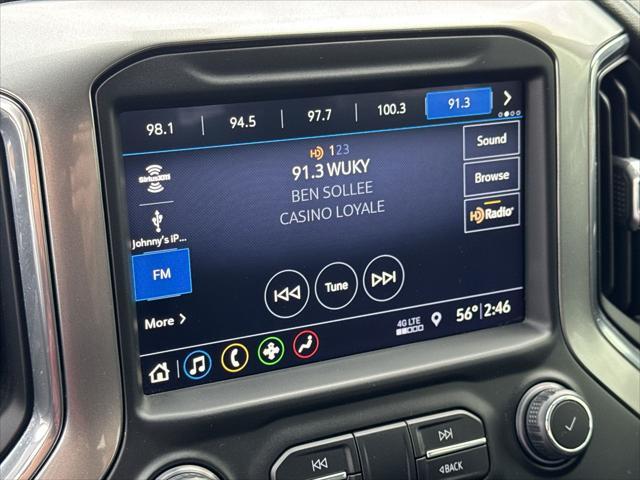 98.1 94.5 97.7 100.3 91.3
HD 123
SiriusXM
91.3 WUKY
Sound
BEN SOLLEE
Browse
CASINO LOYALE
HD Radio
Johnny's iP...
FM
Tune
More
4G LTE
56° 2:46
BACK